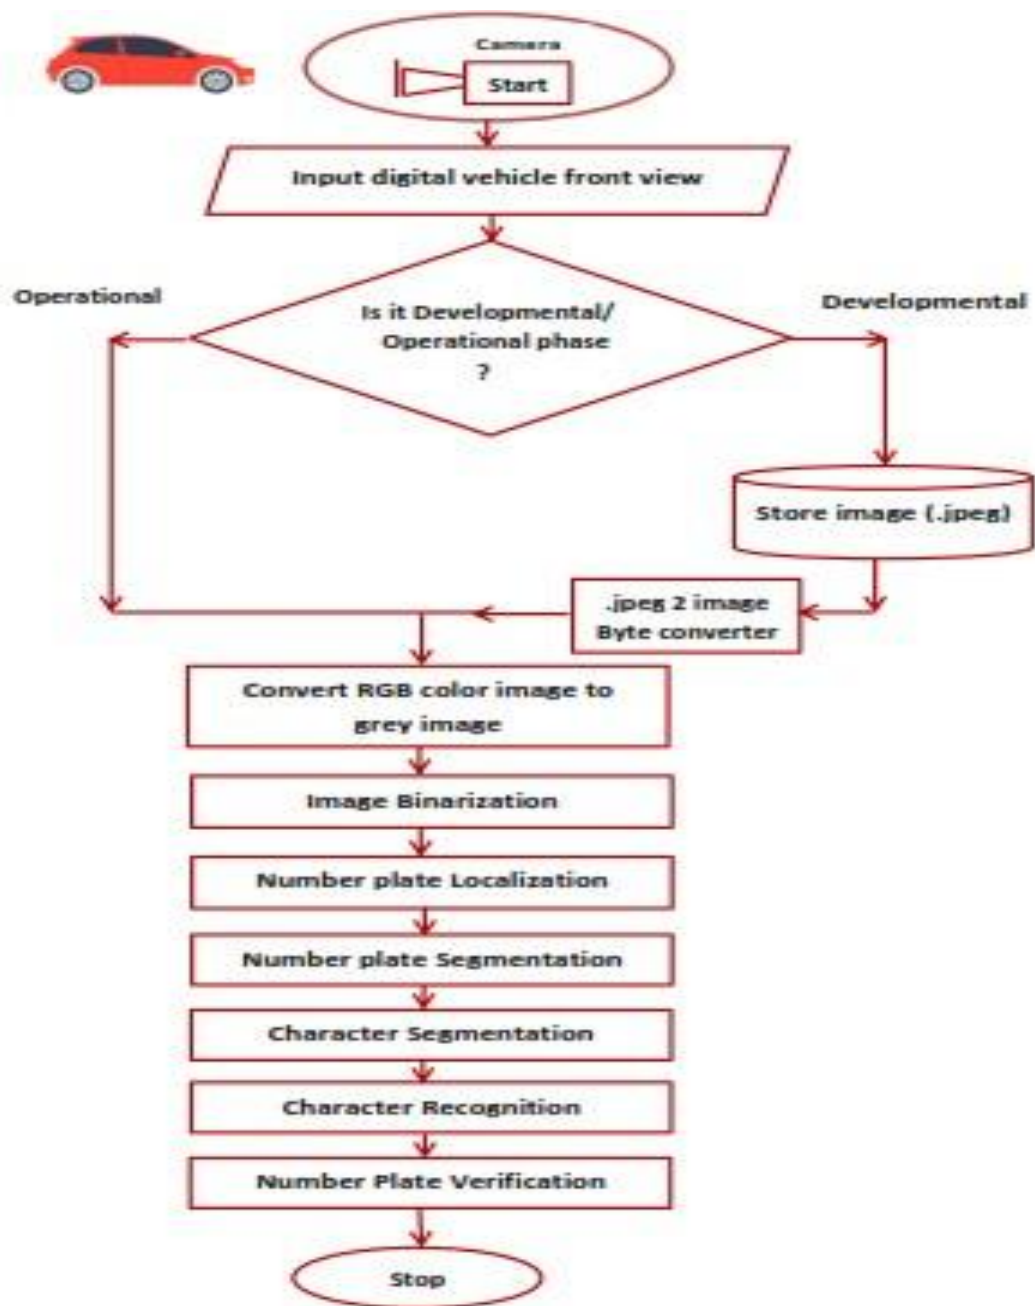 Camera
Start
Input digital vehicle front view
Operational
Developmental
Is it Developmental/
Operational phase
?
Store image (.jpeg)
.jpeg 2 image
Byte converter
Convert RGB color image to
grey image
Image Binarization
Number plate Localization
Number plate Segmentation
Character Segmentation
Character Recognition
Number Plate Verification
Stop